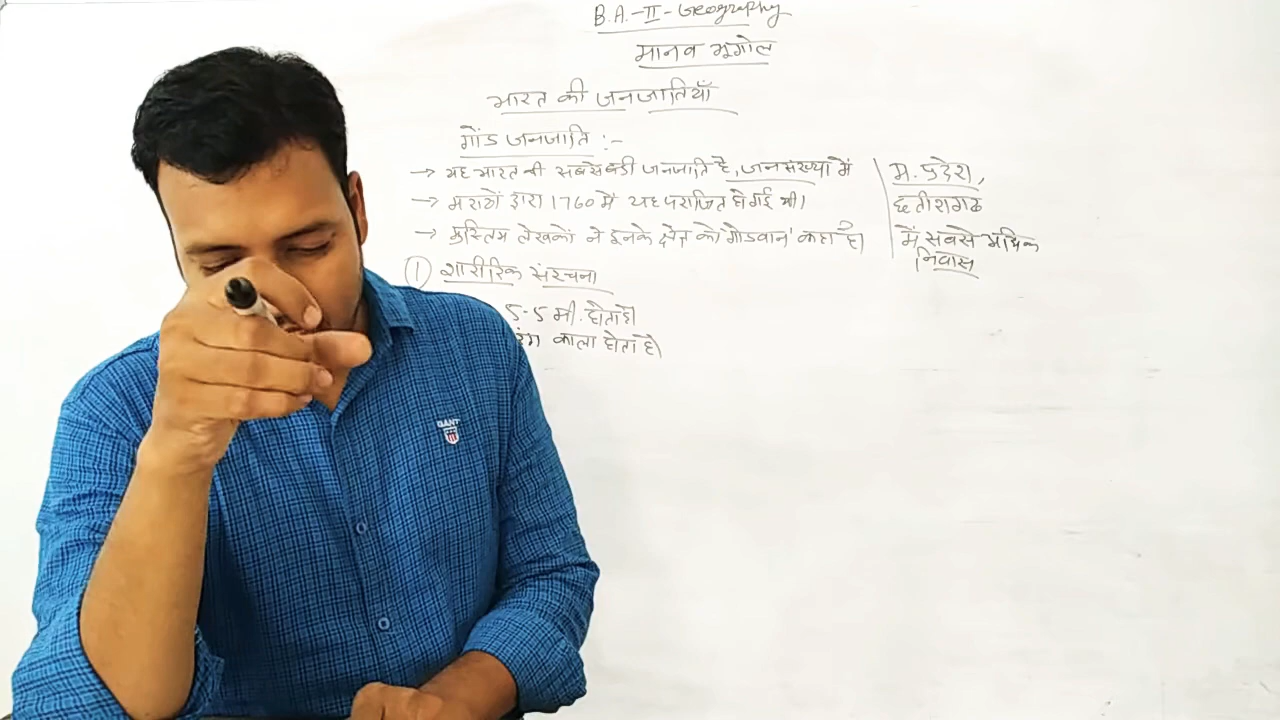 B.A.-II-Geography
मानव भूगोल
भारत की जनजातियाँ
गोंड जनजाति :-
→ यह भारत की सबसे बडी जनजाति है, जनसंख्या में
→ मराठों द्वारा 1760 में यह पराजित हो गई थी।
→ मुस्लिम लेखकों ने इनके क्षेत्र को 'गोडवान' कहा है।
म. प्रदेश,
छत्तीसगढ
में सबसे अधिक
निवास
① शारीरिक संरचना
5-5 मी. होता है।
रंग काला होता है।
GANT